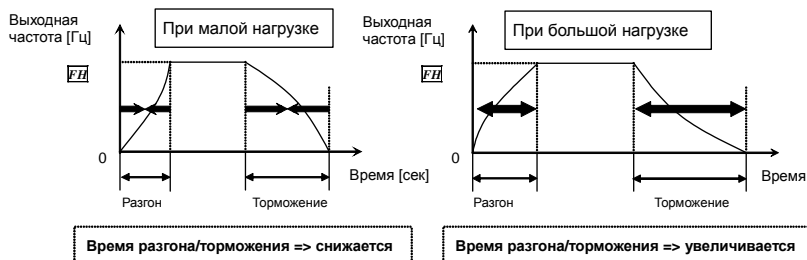 Выходная
частота [Гц]
При малой нагрузке
FH
0
Время [сек]
Разгон
Торможение
Время разгона/торможения => снижается
Выходная
частота [Гц]
При большой нагрузке
FH
0
Время
Разгон
Торможение
Время разгона/торможения => увеличивается